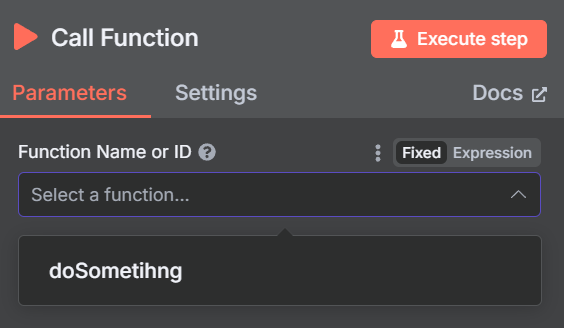 Call Function
Execute step
Parameters
Settings
Docs
Function Name or ID
Fixed
Expression
Select a function...
doSometihng